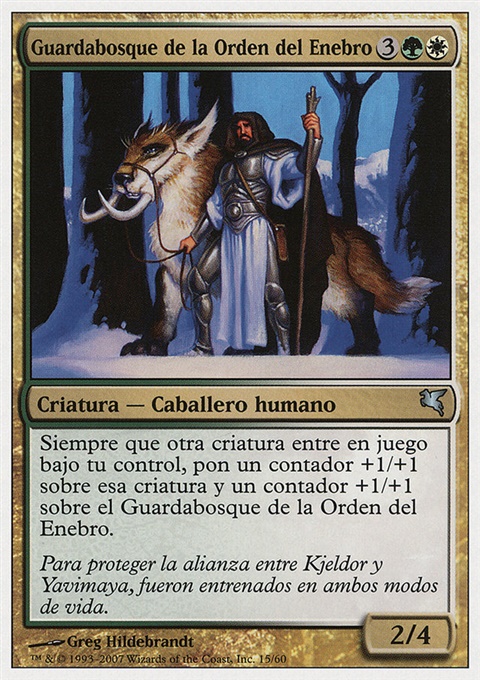 Guardabosque de la Orden del Enebro 3
Criatura — Caballero humano
Siempre que otra criatura entre en juego
bajo tu control, pon un contador +1/+1
sobre esa criatura y un contador +1/+1
sobre el Guardabosque de la Orden del
Enebro.
Para proteger la alianza entre Kjeldor y
Yavimaya, fueron entrenados en ambos modos
de vida.
Greg Hildebrandt
2/4
™ & © 1993-2007 Wizards of the Coast, Inc. 15/60